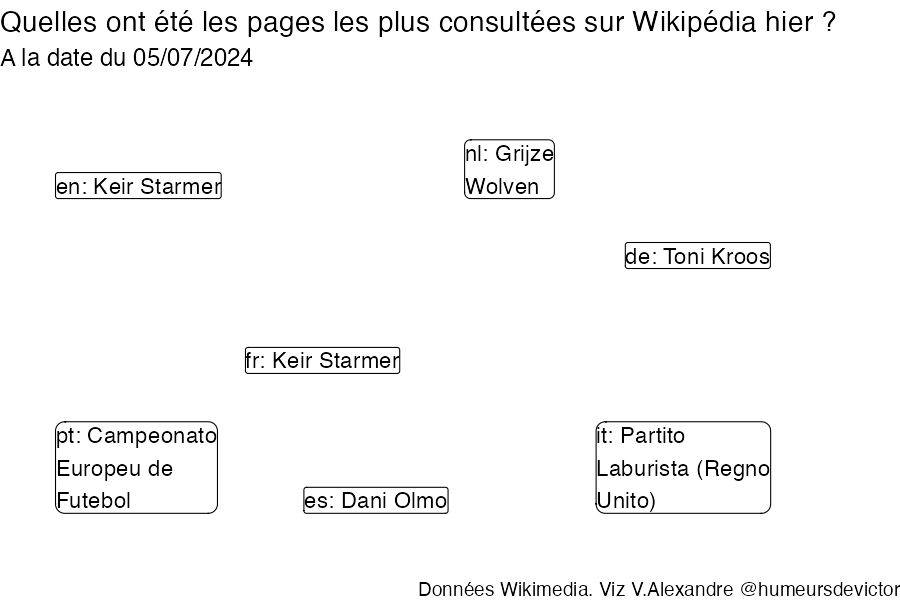 Quelles ont été les pages les plus consultées sur Wikipédia hier ?
A la date du 05/07/2024
nl: Grijze
Wolven
en: Keir Starmer
de: Toni Kroos
fr: Keir Starmer
pt: Campeonato
Europeu de
Futebol
it: Partito
Laburista (Regno
Unito)
es: Dani Olmo
Données Wikimedia. Viz V.Alexandre @humeursdevictor